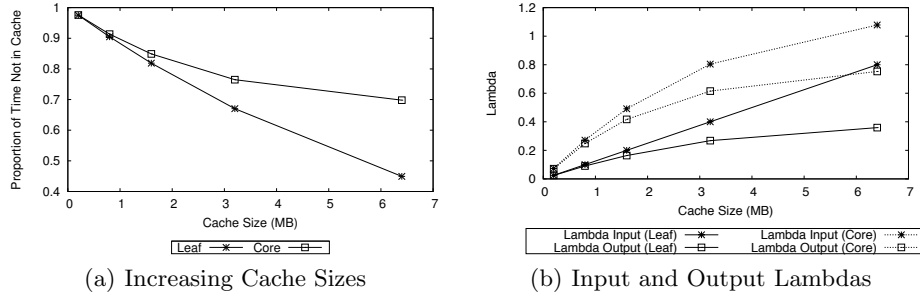 Proportion of Time Not in Cache
1
0.9
0.8
0.7
0.6
0.5
0.4
0 1 2 3 4 5 6 7
Cache Size (MB)
Leaf Core
(a) Increasing Cache Sizes
Lambda
1
0.8
0.6
0.4
0.2
0
0 1 2 3 4 5 6 7
Cache Size (MB)
Lambda Input (Leaf) Lambda Input (Core)
Lambda Output (Leaf) Lambda Output (Core)
(b) Input and Output Lambdas